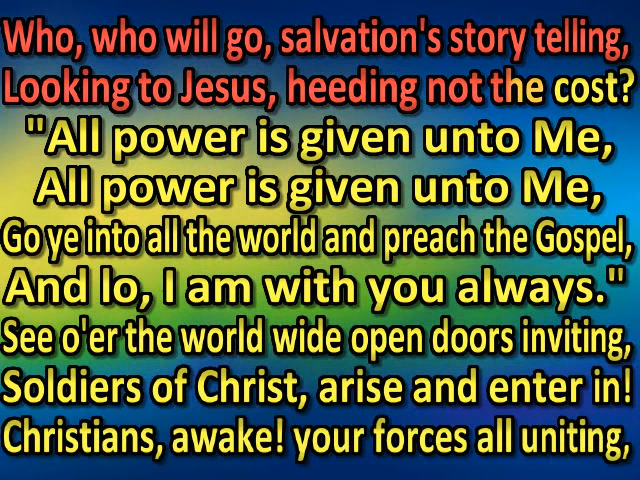 Who, who will go, salvation's story telling,
Looking to Jesus, heeding not the cost?
"All power is given unto Me,
All power is given unto Me,
Go ye into all the world and preach the Gospel,
And lo, I am with you always."
See o'er the world wide open doors inviting,
Soldiers of Christ, arise and enter in!
Christians, awake! your forces all uniting,